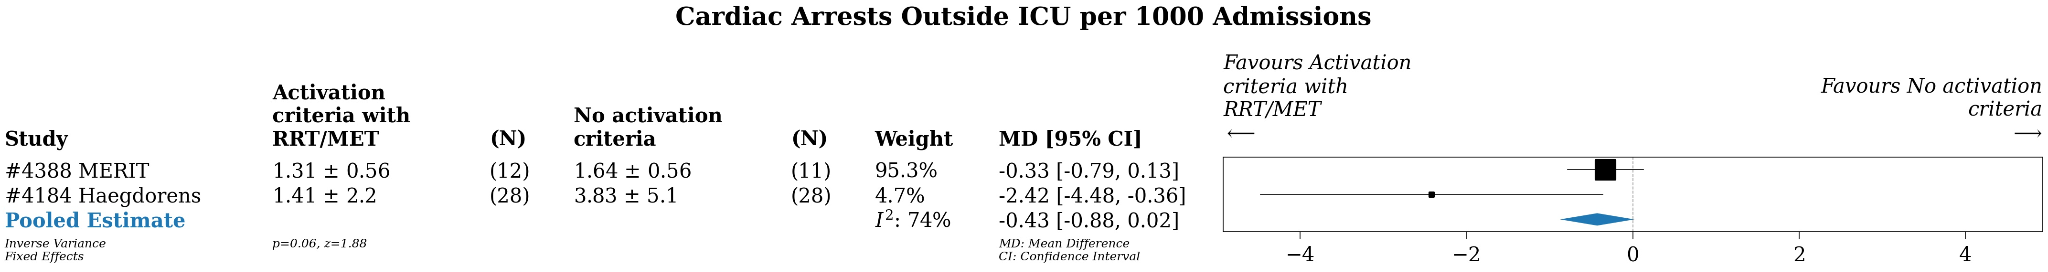 Cardiac Arrests Outside ICU per 1000 Admissions
Favours Activation
criteria with
RRT/MET
←
Favours No activation
criteria
→
Study
Activation
criteria with
RRT/MET
(N)
No activation
criteria
(N)
Weight
MD [95% CI]
#4388 MERIT 1.31 ± 0.56 (12) 1.64 ± 0.56 (11) 95.3% -0.33 [-0.79, 0.13]
#4184 Haegdorens 1.41 ± 2.2 (28) 3.83 ± 5.1 (28) 4.7% -2.42 [-4.48, -0.36]
Pooled Estimate I²: 74% -0.43 [-0.88, 0.02]
Inverse Variance p=0.06, z=1.88 MD: Mean Difference
Fixed Effects CI: Confidence Interval
−4 −2 0 2 4